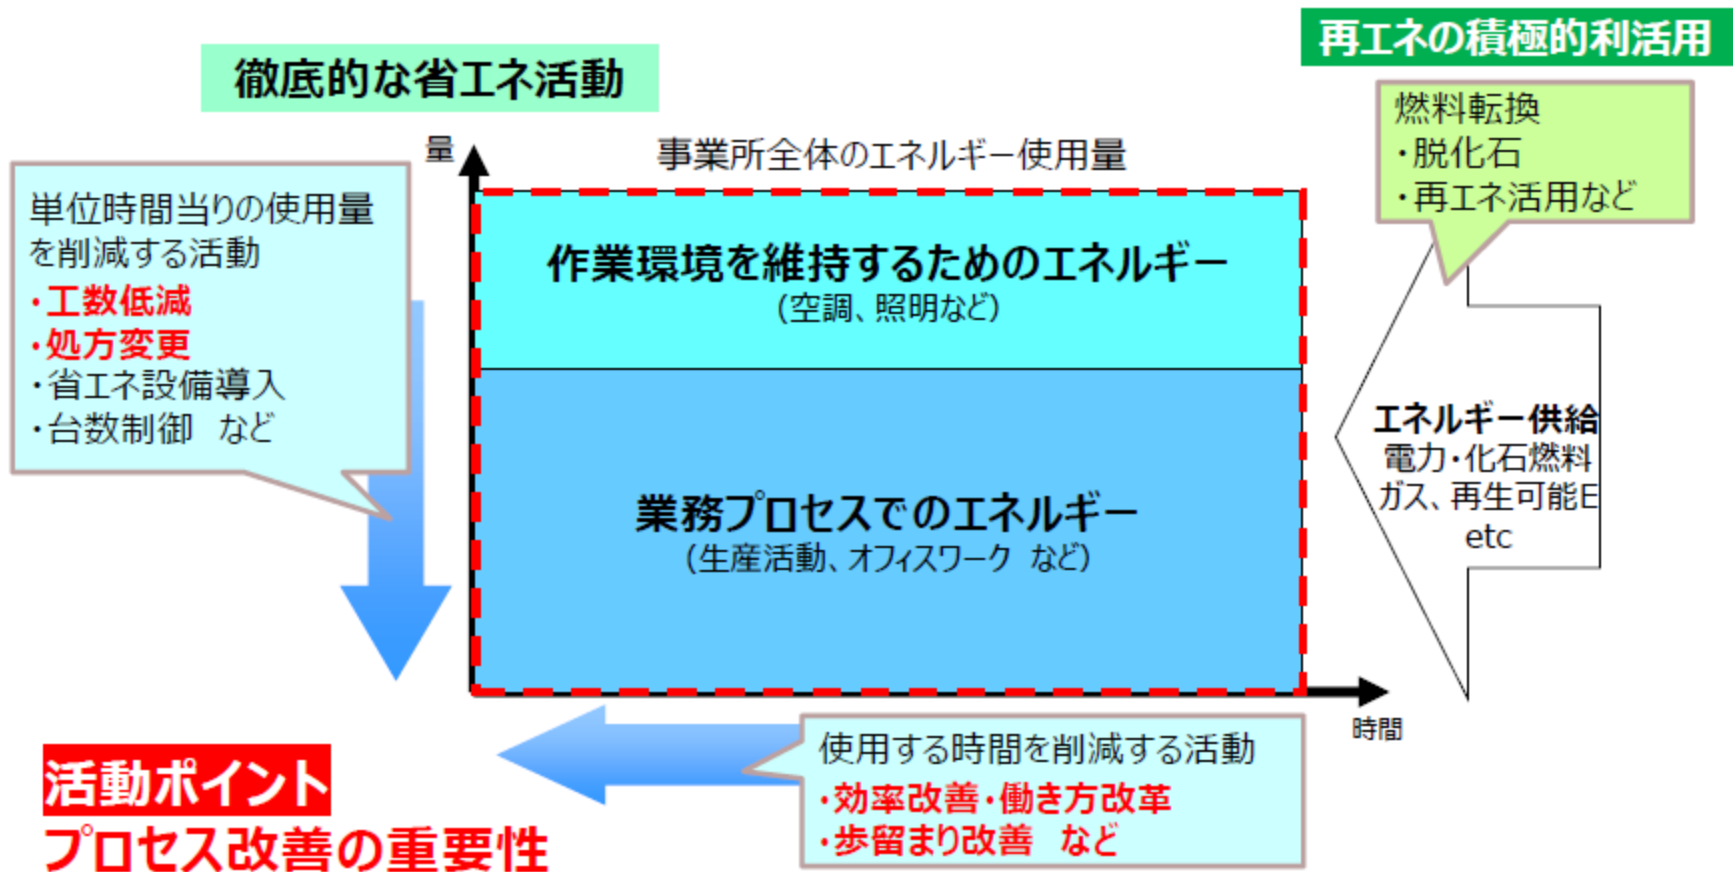 徹底的な省エネ活動
再エネの積極的利活用
燃料転換
・脱化石
・再エネ活用など
量
事業所全体のエネルギー使用量
単位時間当りの使用量
を削減する活動
・工数低減
・処方変更
・省エネ設備導入
・台数制御 など
作業環境を維持するためのエネルギー
(空調、照明など)
業務プロセスでのエネルギー
(生産活動、オフィスワーク など)
エネルギー供給
電力・化石燃料
ガス、再生可能E
etc
時間
使用する時間を削減する活動
・効率改善・働き方改革
・歩留まり改善 など
活動ポイント
プロセス改善の重要性